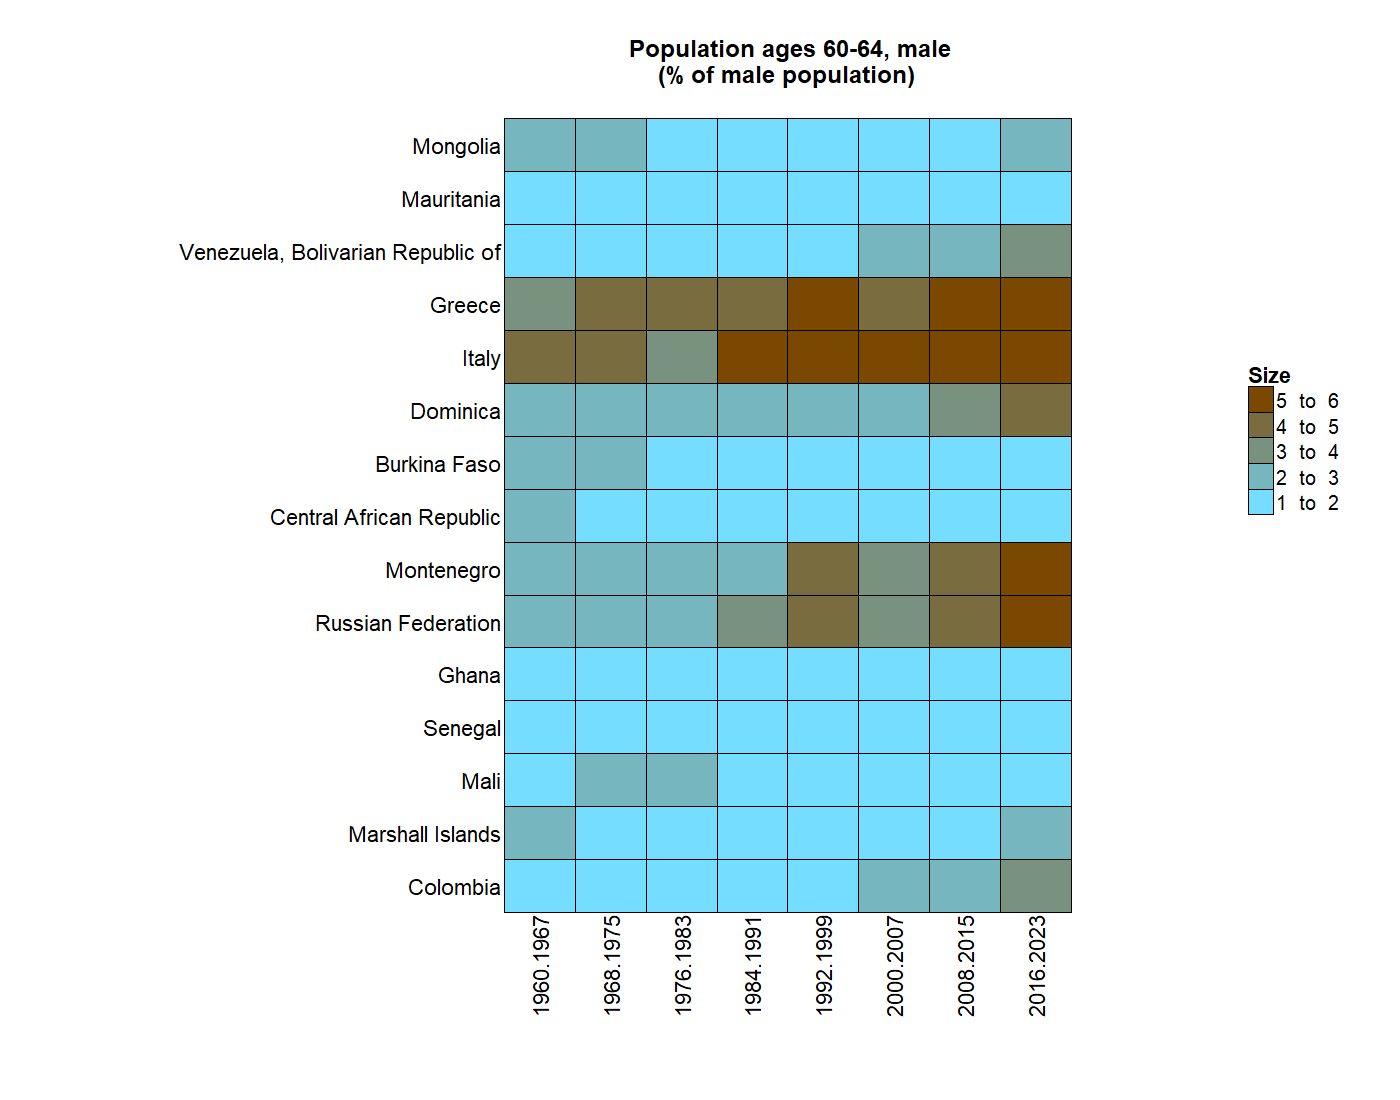 Population ages 60-64, male
(% of male population)
Mongolia
Mauritania
Venezuela, Bolivarian Republic of
Greece
Italy
Dominica
Burkina Faso
Central African Republic
Montenegro
Russian Federation
Ghana
Senegal
Mali
Marshall Islands
Colombia
1960.1967
1968.1975
1976.1983
1984.1991
1992.1999
2000.2007
2008.2015
2016.2023
Size
5 to 6
4 to 5
3 to 4
2 to 3
1 to 2